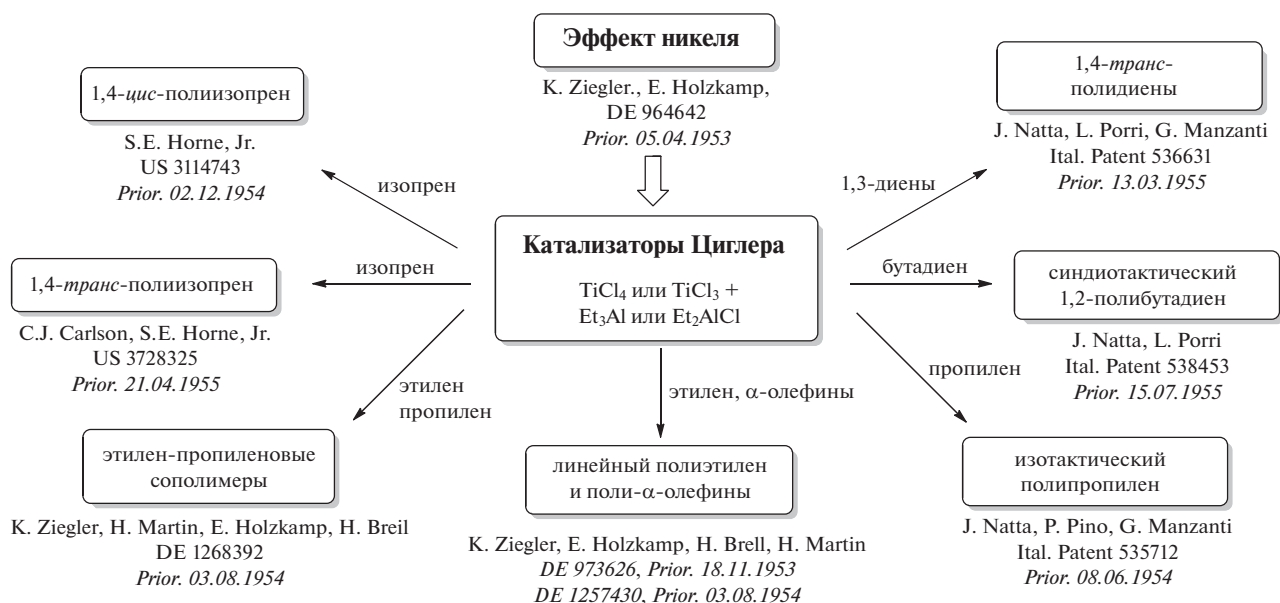 Эффект никеля
K. Ziegler., E. Holzkamp,
DE 964642
Prior. 05.04.1953
1,4-цис-полиизопрен
S.E. Horne, Jr.
US 3114743
Prior. 02.12.1954
изопрен
1,4-транс-
полидиены
J. Natta, L. Porri, G. Manzanti
Ital. Patent 536631
Prior. 13.03.1955
1,3-диены
Катализаторы Циглера
TiCl4 или TiCl3 +
Et3Al или Et2AlCl
1,4-транс-полиизопрен
C.J. Carlson, S.E. Horne, Jr.
US 3728325
Prior. 21.04.1955
изопрен
бутадиен
синдиотактический
1,2-полибутадиен
J. Natta, L. Porri
Ital. Patent 538453
Prior. 15.07.1955
этилен
пропилен
этилен, α-олефины
пропилен
этилен-пропиленовые
сополимеры
K. Ziegler, H. Martin, E. Holzkamp, H. Breil
DE 1268392
Prior. 03.08.1954
линейный полиэтилен
и поли-α-олефины
K. Ziegler, E. Holzkamp, H. Brell, H. Martin
DE 973626, Prior. 18.11.1953
DE 1257430, Prior. 03.08.1954
изотактический
полипропилен
J. Natta, P. Pino, G. Manzanti
Ital. Patent 535712
Prior. 08.06.1954